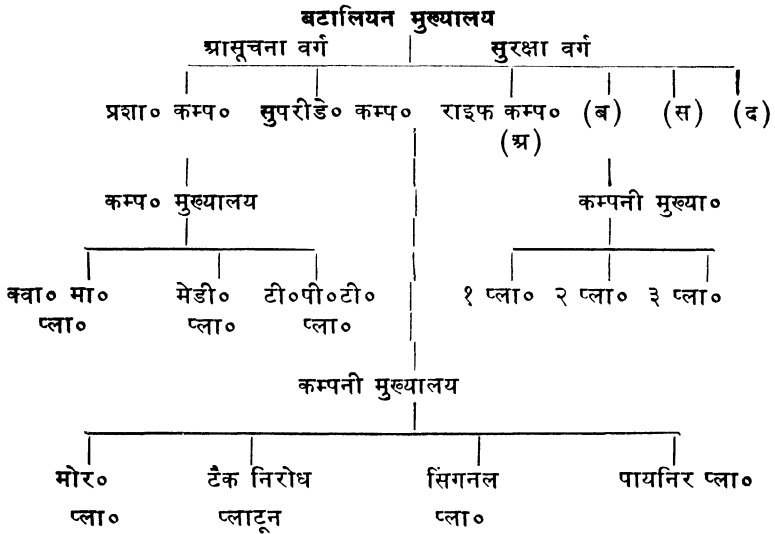 बटालियन मुख्यालय
आसूचना वर्ग सुरक्षा वर्ग
प्रशा० कम्प० सुपरीडे० कम्प० राइफ कम्प० (ब) (स) (द)
(अ)
कम्प० मुख्यालय कम्पनी मुख्या०
क्वा० मा० मेडी० टी०पी०टी० १ प्ला० २ प्ला० ३ प्ला०
प्ला० प्ला० प्ला०
कम्पनी मुख्यालय
मोर० टैक निरोध सिंगनल पायनिर प्ला०
प्ला० प्लाटून प्ला०